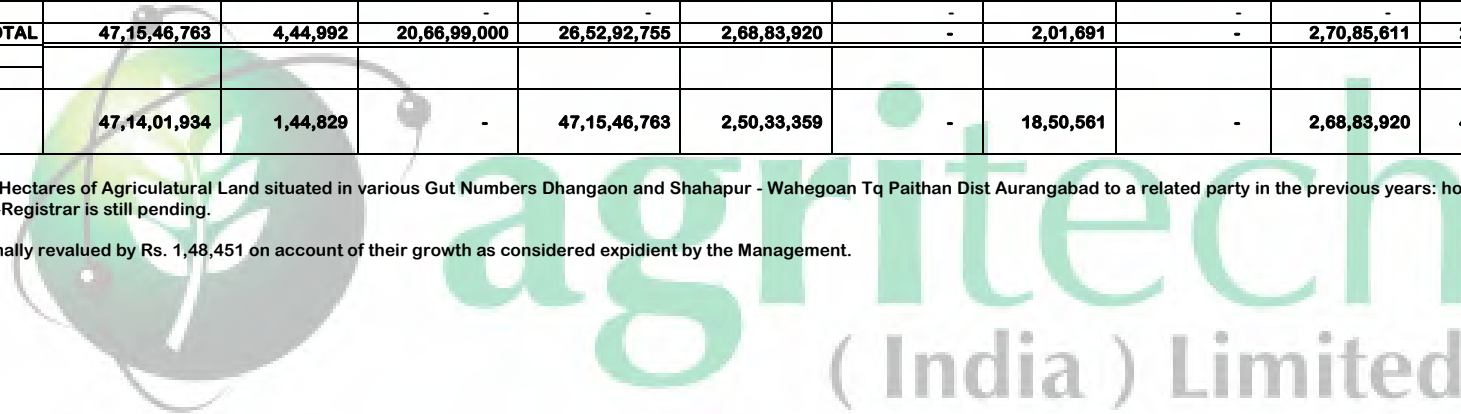 - - - - -
OTAL 47,15,46,763 4,44,992 20,66,99,000 26,52,92,755 2,68,83,920 - 2,01,691 - 2,70,85,611
47,14,01,934 1,44,829 - 47,15,46,763 2,50,33,359 - 18,50,561 - 2,68,83,920
Hectares of Agriculatural Land situated in various Gut Numbers Dhangaon and Shahapur - Wahegoan Tq Paithan Dist Aurangabad to a related party in the previous years: ho
-Registrar is still pending.
nally revalued by Rs. 1,48,451 on account of their growth as considered expidient by the Management.
agritech
( India ) Limited